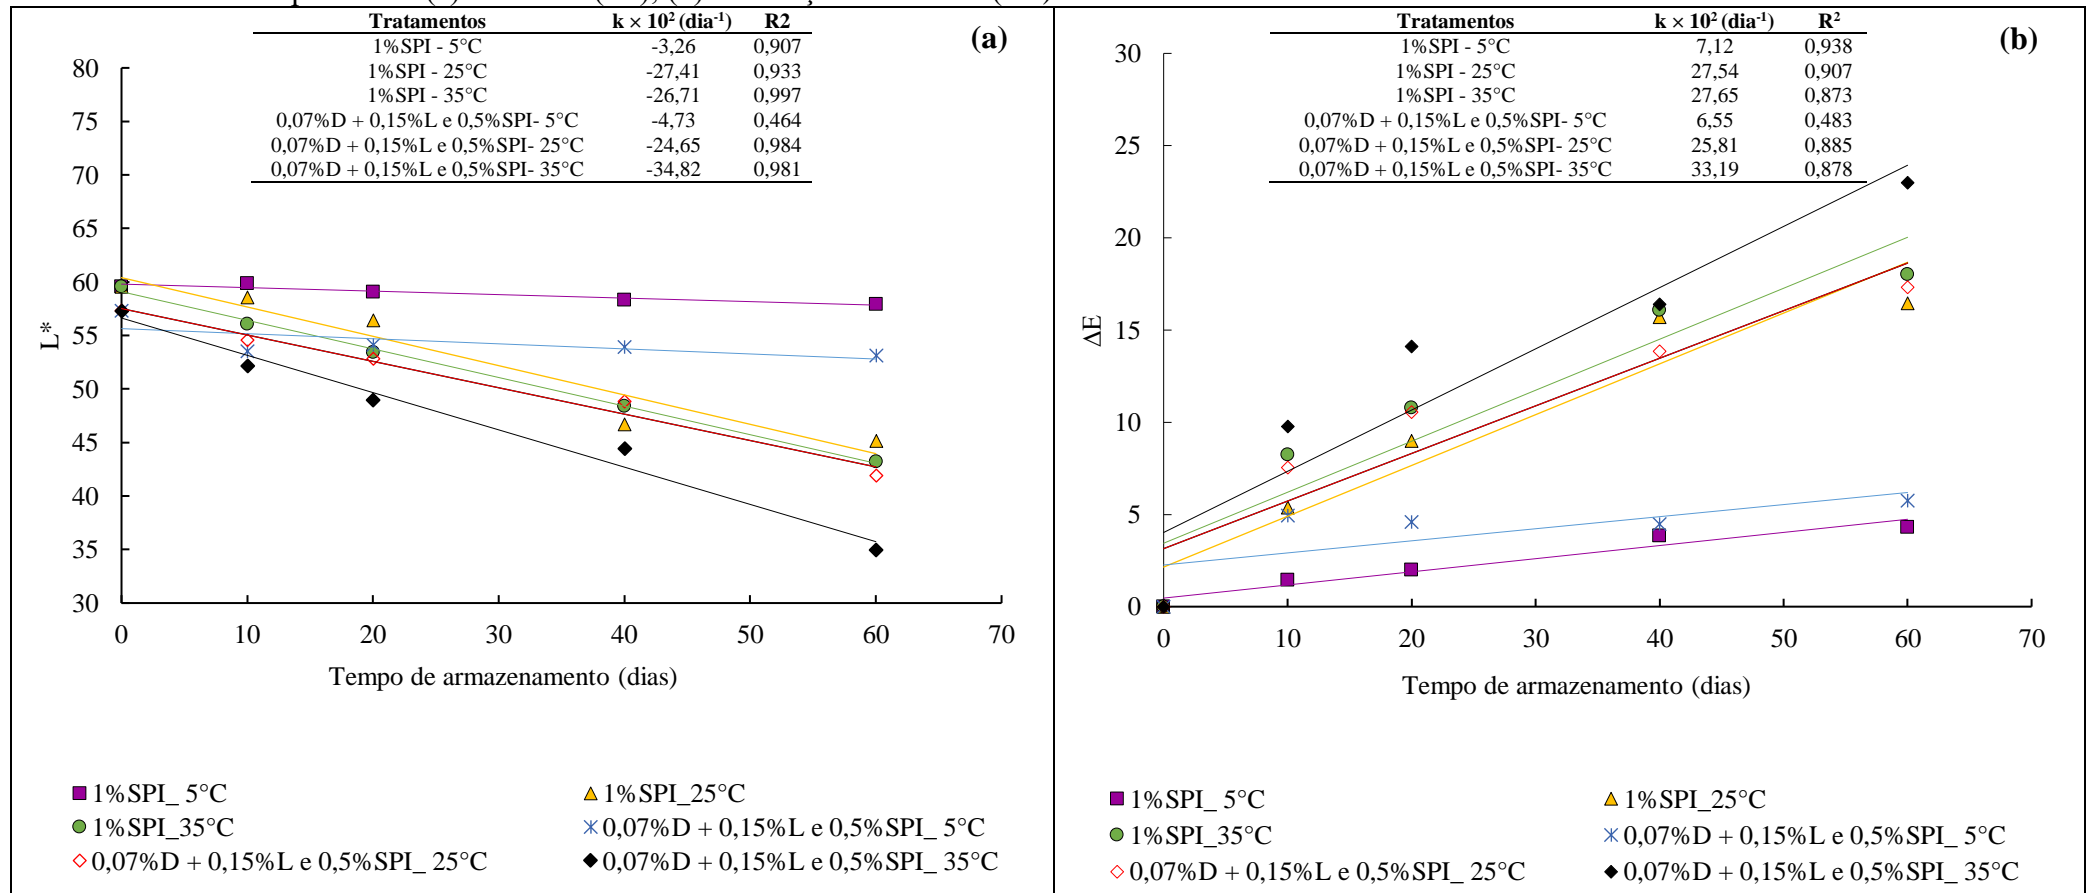 (a)
Tratamentos k × 10² (dia⁻¹) R2
1%SPI - 5°C -3,26 0,907
1%SPI - 25°C -27,41 0,933
1%SPI - 35°C -26,71 0,997
0,07%D + 0,15%L e 0,5%SPI- 5°C -4,73 0,464
0,07%D + 0,15%L e 0,5%SPI- 25°C -24,65 0,984
0,07%D + 0,15%L e 0,5%SPI- 35°C -34,82 0,981
80
75
70
65
60
55
50
45
40
35
30
L*
0 10 20 30 40 50 60 70
Tempo de armazenamento (dias)
1%SPI_ 5°C 1%SPI_25°C
1%SPI_35°C 0,07%D + 0,15%L e 0,5%SPI_ 5°C
0,07%D + 0,15%L e 0,5%SPI_ 25°C 0,07%D + 0,15%L e 0,5%SPI_ 35°C
(b)
Tratamentos k × 10² (dia⁻¹) R²
1%SPI - 5°C 7,12 0,938
1%SPI - 25°C 27,54 0,907
1%SPI - 35°C 27,65 0,873
0,07%D + 0,15%L e 0,5%SPI- 5°C 6,55 0,483
0,07%D + 0,15%L e 0,5%SPI- 25°C 25,81 0,885
0,07%D + 0,15%L e 0,5%SPI- 35°C 33,19 0,878
30
25
20
15
10
5
0
ΔE
0 10 20 30 40 50 60 70
Tempo de armazenamento (dias)
1%SPI_ 5°C 1%SPI_25°C
1%SPI_35°C 0,07%D + 0,15%L e 0,5%SPI_ 5°C
0,07%D + 0,15%L e 0,5%SPI_ 25°C 0,07%D + 0,15%L e 0,5%SPI_ 35°C